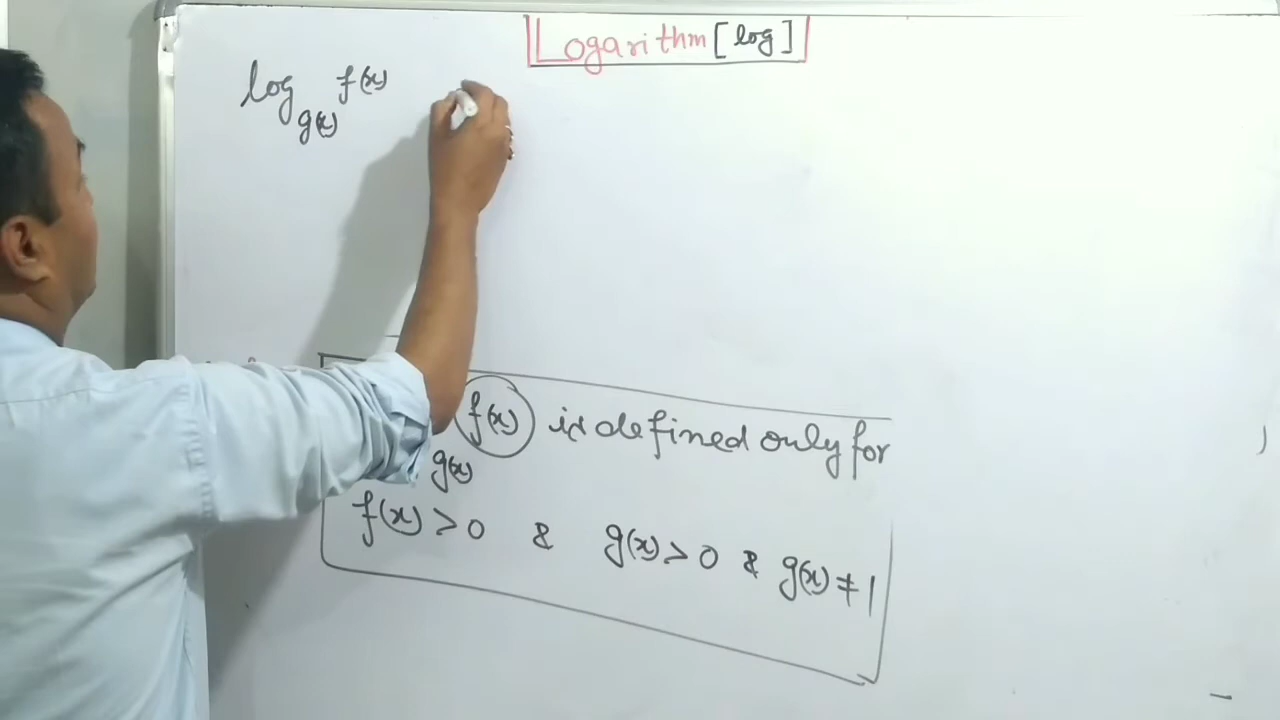 Logarithm [log]
log g(x) f(x)
f(x) is defined only for
g(x)
f(x) > 0 & g(x) > 0 & g(x) ≠ 1